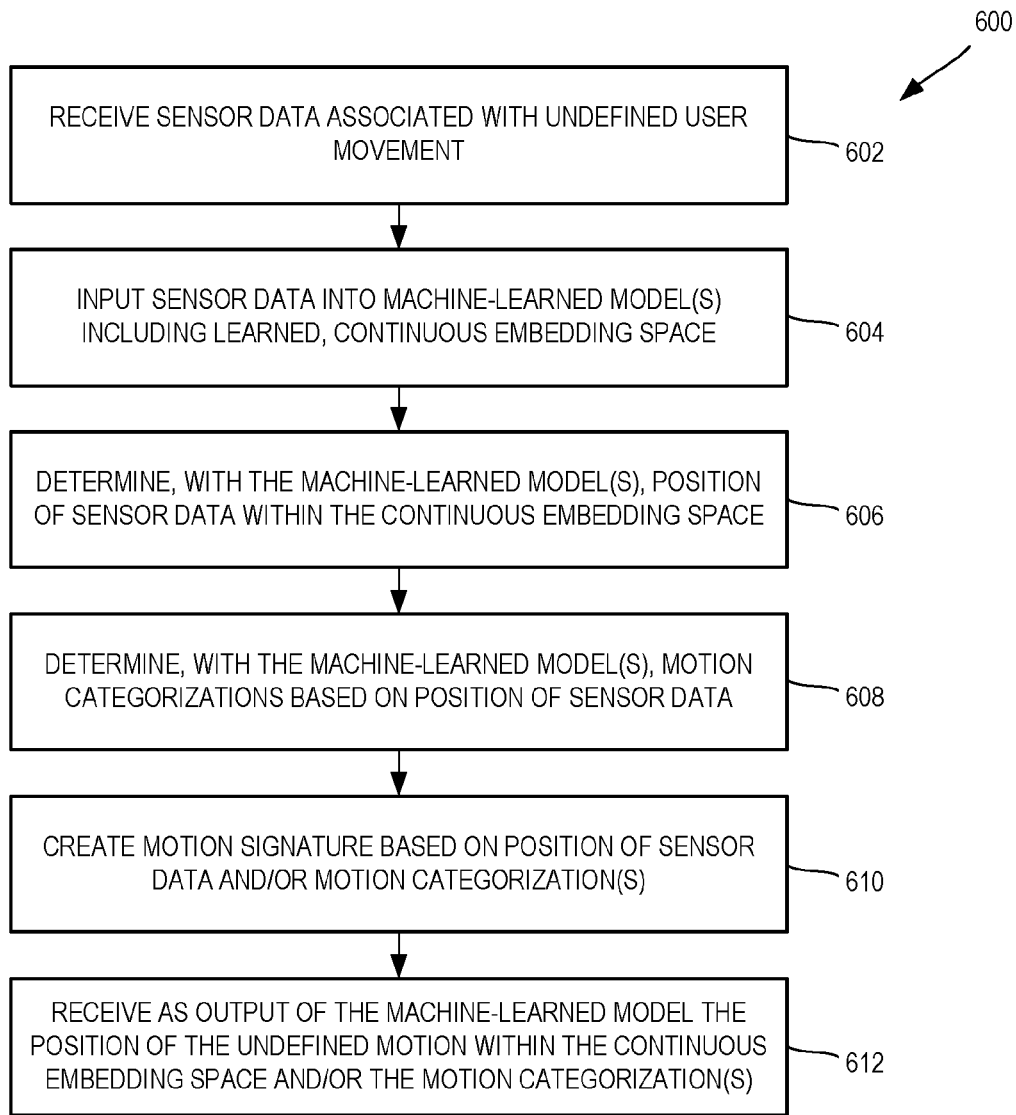 600
RECEIVE SENSOR DATA ASSOCIATED WITH UNDEFINED USER
MOVEMENT
602
INPUT SENSOR DATA INTO MACHINE-LEARNED MODEL(S)
INCLUDING LEARNED, CONTINUOUS EMBEDDING SPACE
604
DETERMINE, WITH THE MACHINE-LEARNED MODEL(S), POSITION
OF SENSOR DATA WITHIN THE CONTINUOUS EMBEDDING SPACE
606
DETERMINE, WITH THE MACHINE-LEARNED MODEL(S), MOTION
CATEGORIZATIONS BASED ON POSITION OF SENSOR DATA
608
CREATE MOTION SIGNATURE BASED ON POSITION OF SENSOR
DATA AND/OR MOTION CATEGORIZATION(S)
610
RECEIVE AS OUTPUT OF THE MACHINE-LEARNED MODEL THE
POSITION OF THE UNDEFINED MOTION WITHIN THE CONTINUOUS
EMBEDDING SPACE AND/OR THE MOTION CATEGORIZATION(S)
612